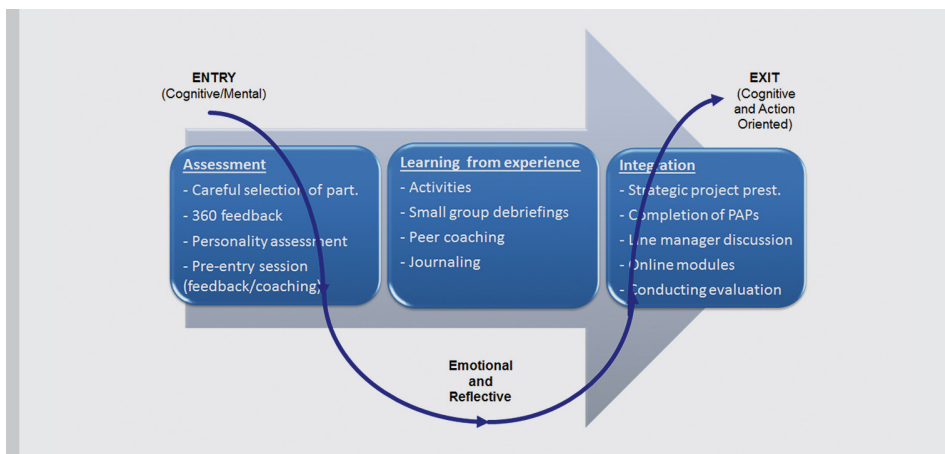 ENTRY
(Cognitive/Mental)
EXIT
(Cognitive
and Action
Oriented)
Assessment
- Careful selection of part.
- 360 feedback
- Personality assessment
- Pre-entry session
(feedback/coaching)
Learning from experience
- Activities
- Small group debriefings
- Peer coaching
- Journaling
Integration
- Strategic project prest.
- Completion of PAPs
- Line manager discussion
- Online modules
- Conducting evaluation
Emotional
and
Reflective